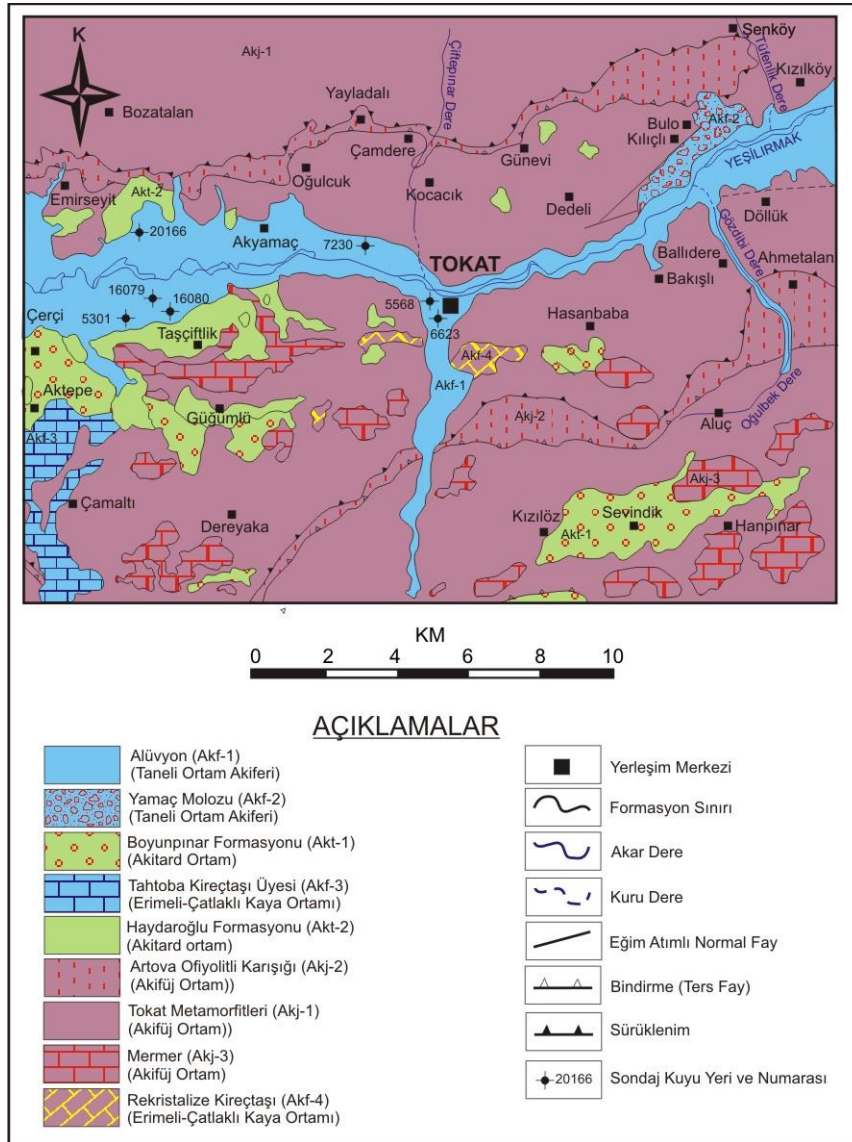 K
Akj-1
Çiftepınar Dere
Şenköy
Tüfenlik Dere
Kızılköy
Bozatalan
Yayladalı
Çamdere
Günevi
Bulo
Kılıçlı
Akf-2
YEŞİLIRMAK
Oğulcuk
Kocacık
Dedeli
Emirseyit
Akt-2
20166
Akyamaç
7230
TOKAT
Döllük
Gözdibi Dere
Ballıdere
Bakışlı
Ahmetalan
16079
16080
5301
5568
6623
Çerçi
Taşçiftlik
Hasanbaba
Akf-4
Akf-1
Aktepe
Akf-3
Güğümlü
Akj-2
Aluç
Oğulbek Dere
Çamaltı
Dereyaka
Akj-3
Kızılöz
Sevindik
Akt-1
Hanpınar
KM
0 2 4 6 8 10
AÇIKLAMALAR
Alüvyon (Akf-1)
(Taneli Ortam Akiferi)
Yamaç Molozu (Akf-2)
(Taneli Ortam Akiferi)
Boyunpınar Formasyonu (Akt-1)
(Akitard Ortam)
Tahtoba Kireçtaşı Üyesi (Akf-3)
(Erimeli-Çatlaklı Kaya Ortamı)
Haydaroğlu Formasyonu (Akt-2)
(Akitard ortam)
Artova Ofiyolitli Karışığı (Akj-2)
(Akifüj Ortam))
Tokat Metamorfitleri (Akj-1)
(Akifüj Ortam))
Mermer (Akj-3)
(Akifüj Ortam)
Rekristalize Kireçtaşı (Akf-4)
(Erimeli-Çatlaklı Kaya Ortamı)
Yerleşim Merkezi
Formasyon Sınırı
Akar Dere
Kuru Dere
Eğim Atımlı Normal Fay
Bindirme (Ters Fay)
Sürüklenim
20166
Sondaj Kuyu Yeri ve Numarası